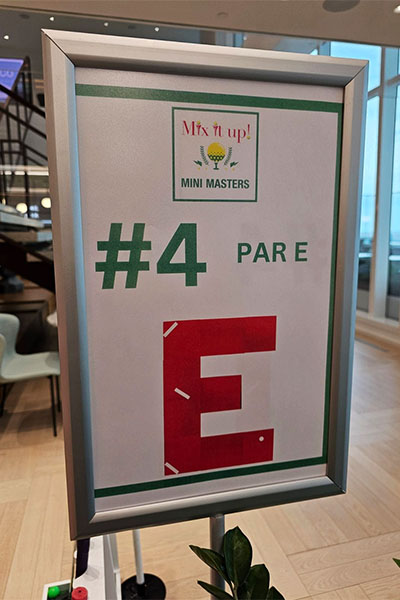 Mix it up!
MINI MASTERS
#4 PAR E
E